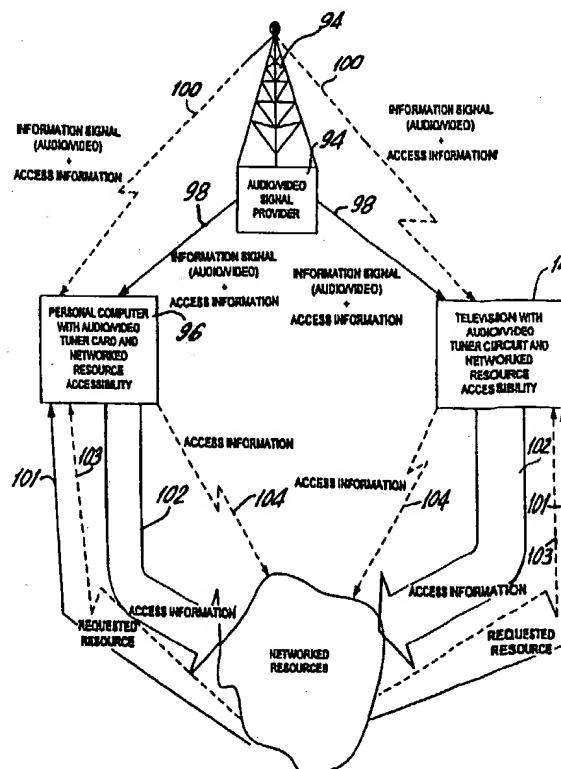 94
100
100
INFORMATION SIGNAL
(AUDIO/VIDEO)
+
ACCESS INFORMATION
INFORMATION SIGNAL
(AUDIO/VIDEO)
+
ACCESS INFORMATION'
94
AUDIO/VIDEO
SIGNAL
PROVIDER
98
98
INFORMATION SIGNAL
(AUDIO/VIDEO)
+
ACCESS INFORMATION
INFORMATION SIGNAL
(AUDIO/VIDEO)
+
ACCESS INFORMATION
PERSONAL COMPUTER
WITH AUDIO/VIDEO
TUNER CARD AND
NETWORKED
RESOURCE
ACCESSIBILITY
96
TELEVISION WITH
AUDIO/VIDEO
TUNER CIRCUIT AND
NETWORKED
RESOURCE
ACCESSIBILITY
101
103
102
ACCESS INFORMATION
104
ACCESS INFORMATION
104
102
101
103
ACCESS INFORMATION
REQUESTED
RESOURCE
NETWORKED
RESOURCES
ACCESS INFORMATION
REQUESTED
RESOURCE